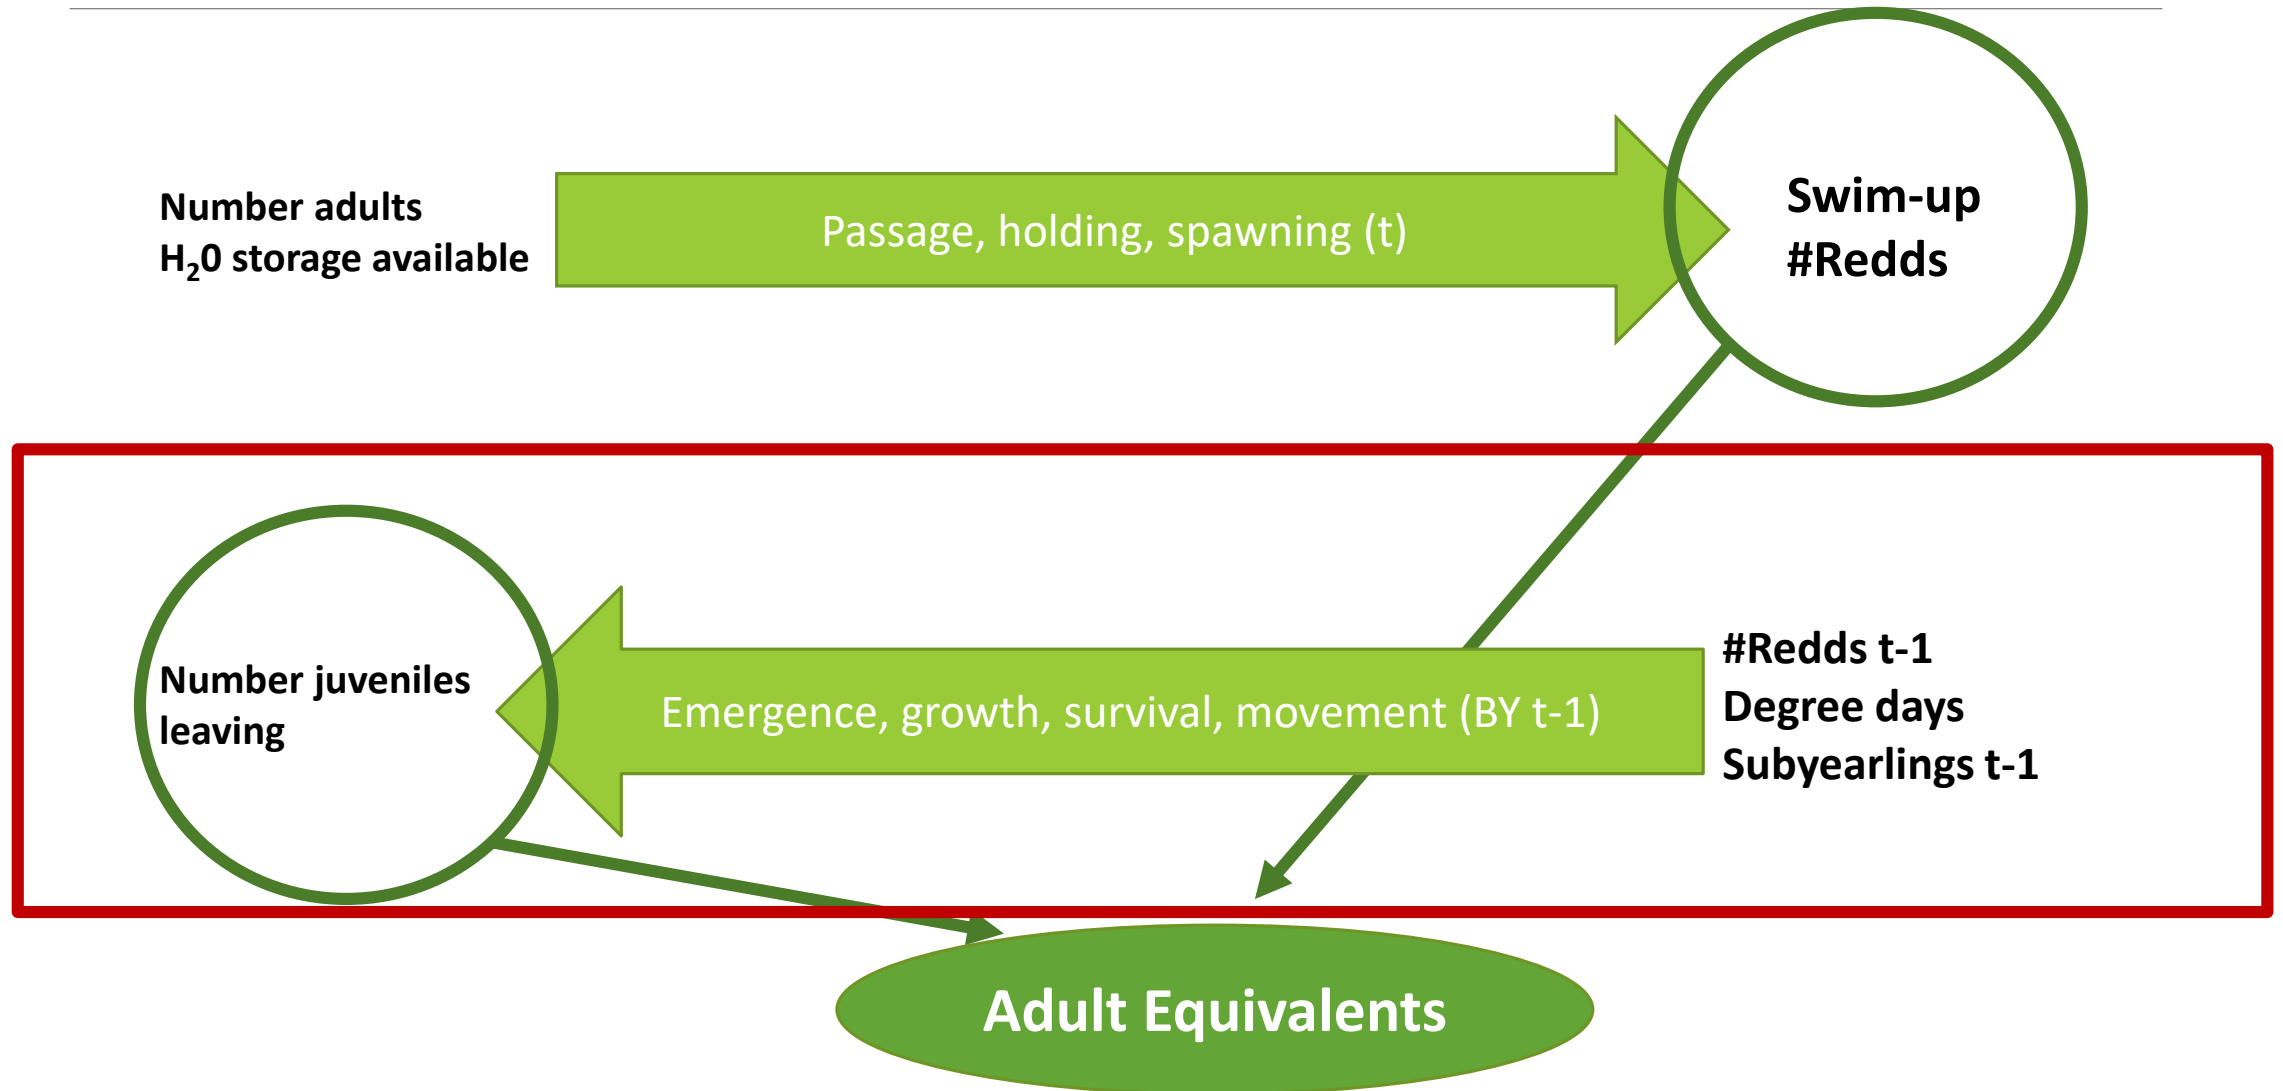 Number adults
H₂0 storage available
Passage, holding, spawning (t)
Swim-up
#Redds
Number juveniles
leaving
Emergence, growth, survival, movement (BY t-1)
#Redds t-1
Degree days
Subyearlings t-1
Adult Equivalents